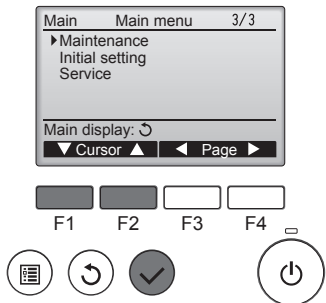 Main Main menu 3/3
Maintenance
Initial setting
Service
Main display:
Cursor Page
F1 F2 F3 F4